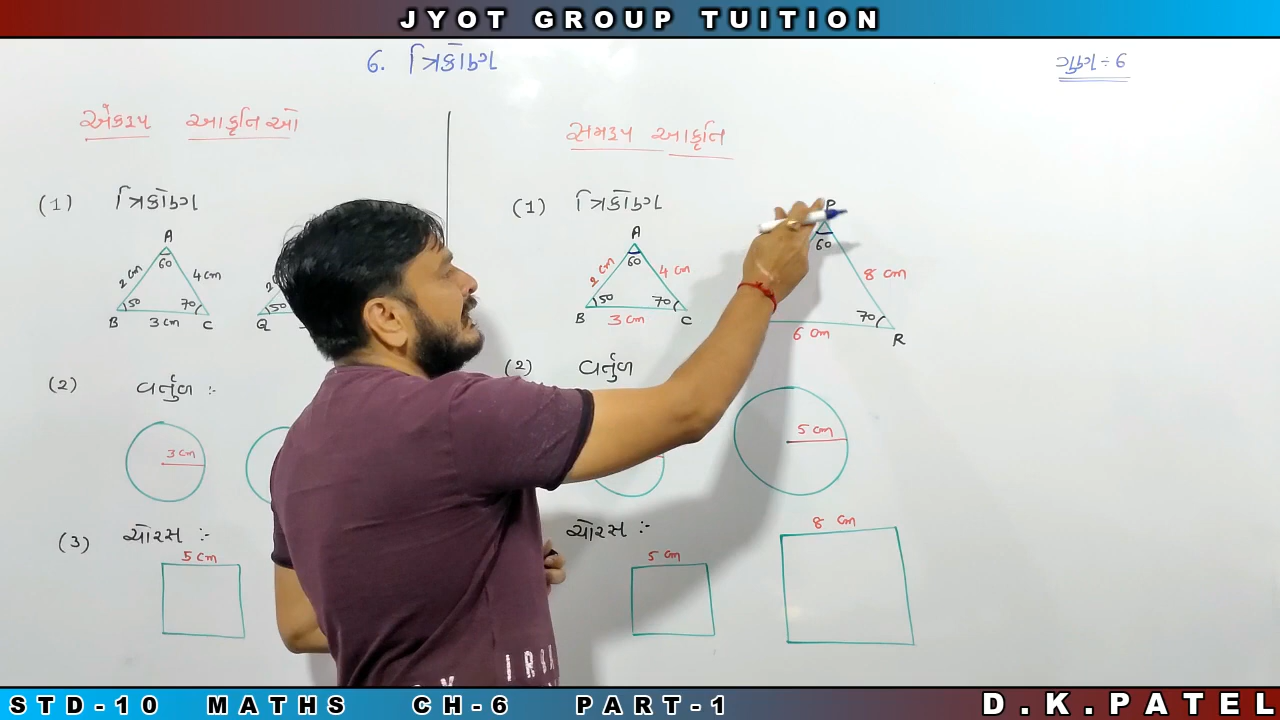 JYOT GROUP TUITION
6. ત્રિકોણ
ગુણ ÷ 6
એકરૂપ આકૃતિઓ
સમરૂપ આકૃતિ
(1) ત્રિકોણ
A
60
2 cm
4 cm
50
70
B 3 cm C
Q
50
(2) વર્તુળ :-
3 cm
(3) ચોરસ :-
5 cm
(1) ત્રિકોણ
A
60
2 cm
4 cm
50
70
B 3 cm C
P
60
8 cm
70
6 cm
R
(2) વર્તુળ
5 cm
ચોરસ :-
5 cm
8 cm
STD-10 MATHS CH-6 PART-1
D.K.PATEL